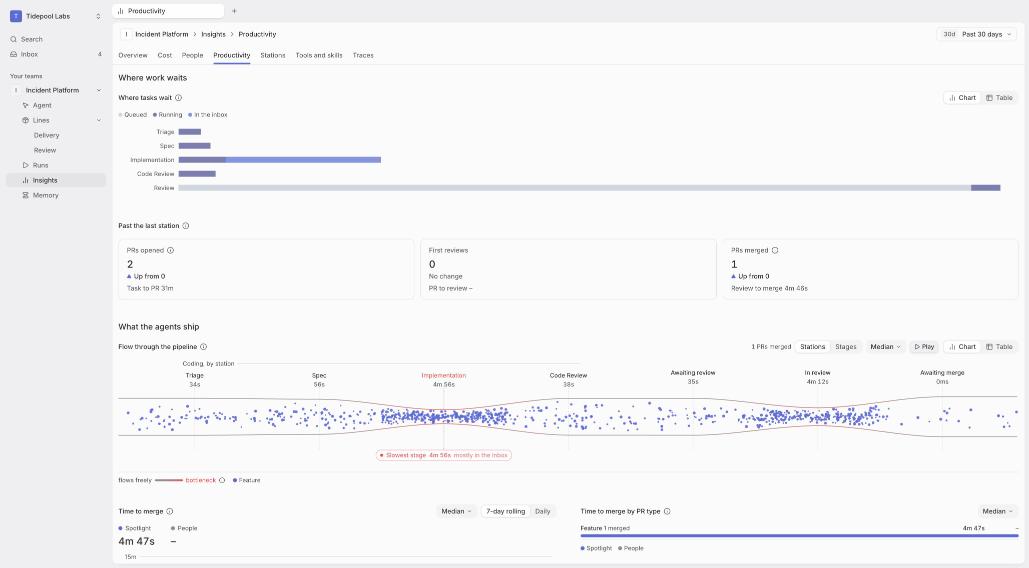 T Tidepool Labs
Search
Inbox 4
Your teams
I Incident Platform
Agent
Lines
Delivery
Review
Runs
Insights
Memory
Productivity +
I Incident Platform > Insights > Productivity
30d Past 30 days
Overview Cost People Productivity Stations Tools and skills Traces
Where work waits
Where tasks wait
Chart Table
Queued Running In the inbox
Triage
Spec
Implementation
Code Review
Review
Past the last station
PRs opened
2
Up from 0
Task to PR 31m
First reviews
0
No change
PR to review –
PRs merged
1
Up from 0
Review to merge 4m 46s
What the agents ship
Flow through the pipeline
1 PRs merged Stations Stages Median Play Chart Table
Coding, by station
Triage
34s
Spec
56s
Implementation
4m 56s
Code Review
38s
Awaiting review
35s
In review
4m 12s
Awaiting merge
0ms
Slowest stage 4m 56s mostly in the inbox
flows freely bottleneck Feature
Time to merge
Median 7-day rolling Daily
Spotlight People
4m 47s –
15m
Time to merge by PR type
Median
Feature 1 merged 4m 47s –
Spotlight People